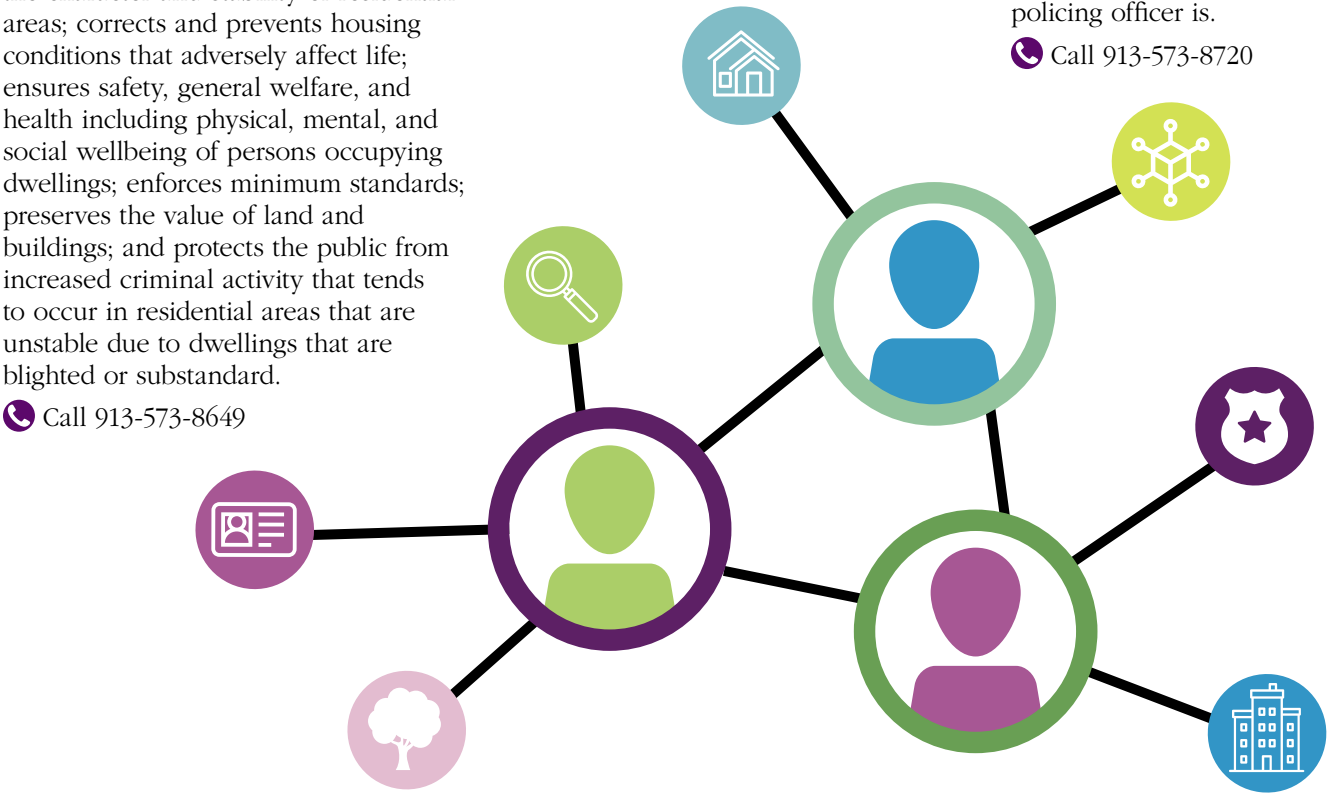 areas; corrects and prevents housing
conditions that adversely affect life;
ensures safety, general welfare, and
health including physical, mental, and
social wellbeing of persons occupying
dwellings; enforces minimum standards;
preserves the value of land and
buildings; and protects the public from
increased criminal activity that tends
to occur in residential areas that are
unstable due to dwellings that are
blighted or substandard.
Call 913-573-8649
policing officer is.
Call 913-573-8720